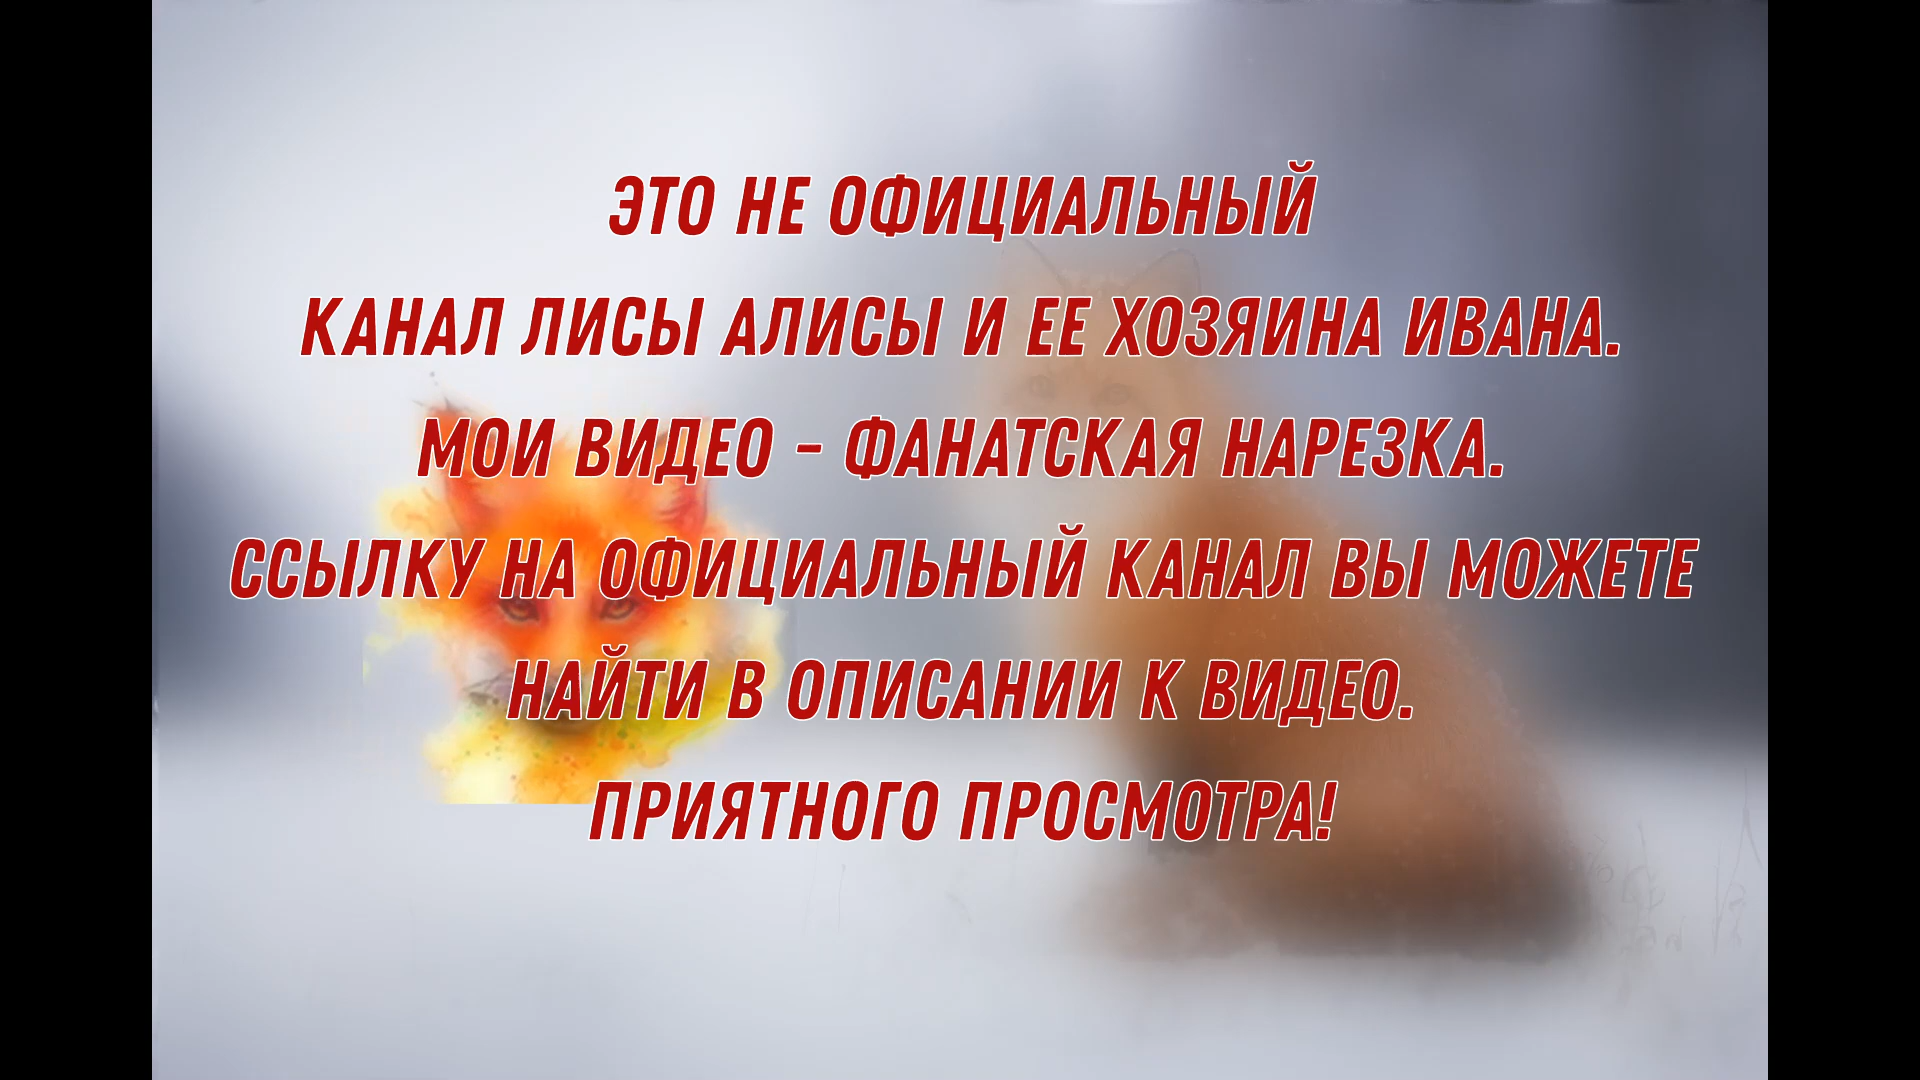 ЭТО НЕ ОФИЦИАЛЬНЫЙ
КАНАЛ ЛИСЫ АЛИСЫ И ЕЕ ХОЗЯИНА ИВАНА.
МОИ ВИДЕО - ФАНАТСКАЯ НАРЕЗКА.
ССЫЛКУ НА ОФИЦИАЛЬНЫЙ КАНАЛ ВЫ МОЖЕТЕ
НАЙТИ В ОПИСАНИИ К ВИДЕО.
ПРИЯТНОГО ПРОСМОТРА!